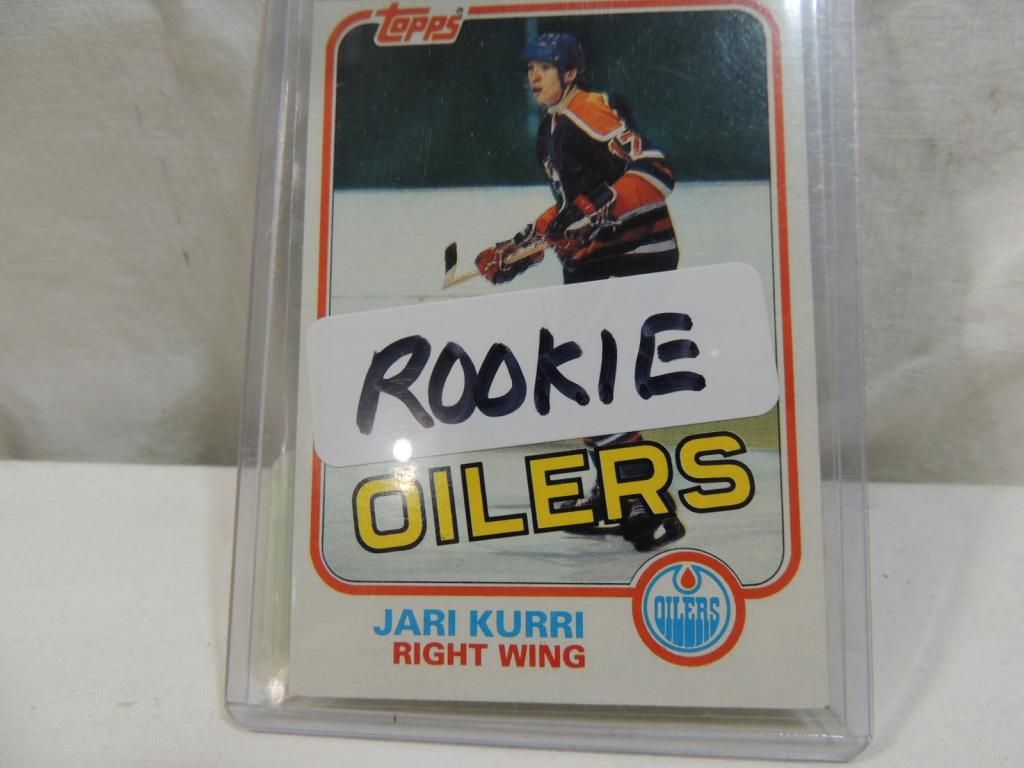 Topps
ROOKIE
OILERS
JARI KURRI
RIGHT WING
OILERS